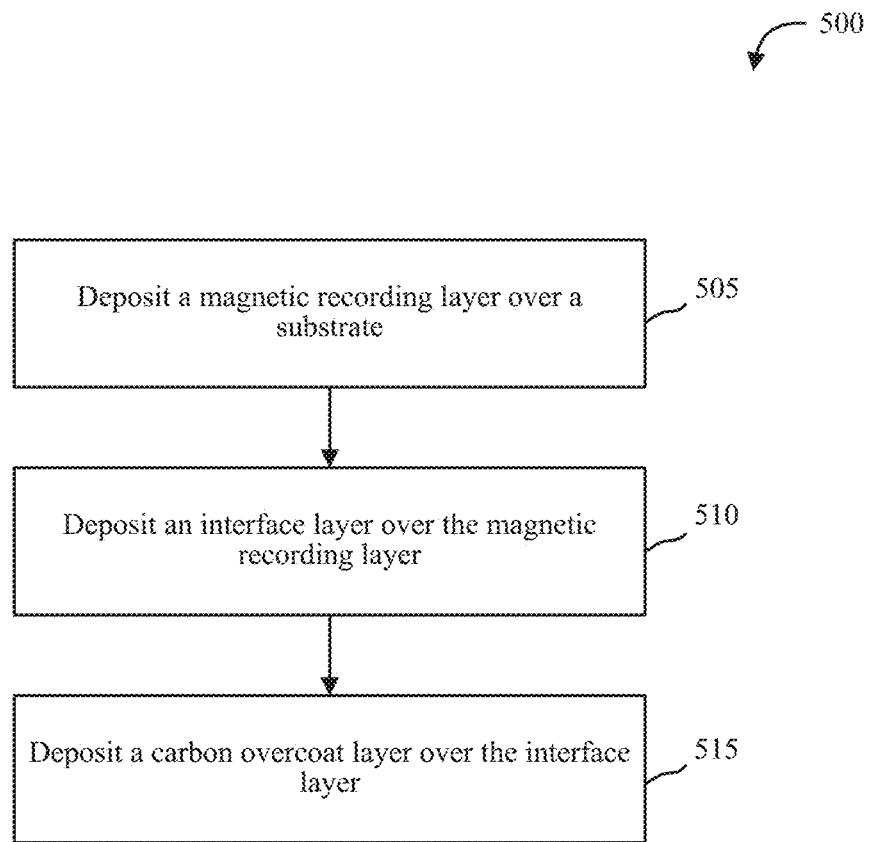 500
Deposit a magnetic recording layer over a
substrate
505
Deposit an interface layer over the magnetic
recording layer
510
Deposit a carbon overcoat layer over the interface
layer
515